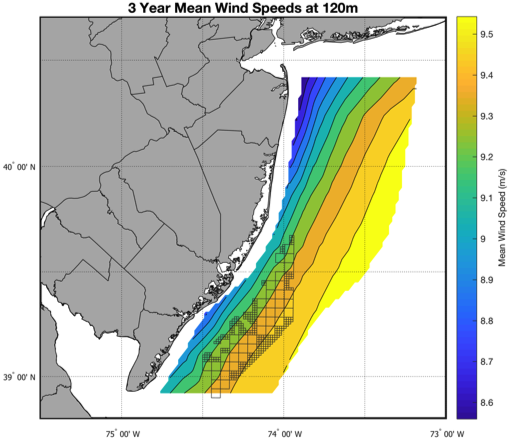 3 Year Mean Wind Speeds at 120m
9.5
9.4
9.3
9.2
9.1
9
8.9
8.8
8.7
8.6
Mean Wind Speed (m/s)
40° 00' N
39° 00' N
75° 00' W
74° 00' W
73° 00' W